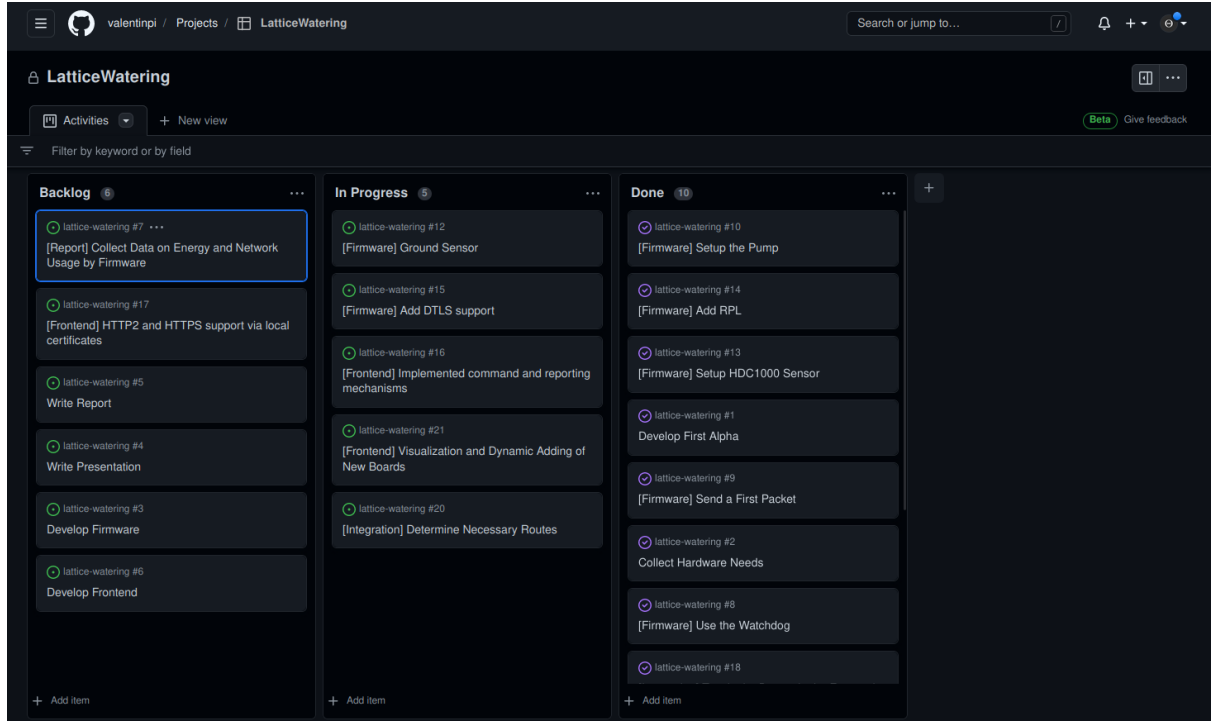 valentinpi / Projects / LatticeWatering
Search or jump to... /
LatticeWatering
Activities
New view
Beta Give feedback
Filter by keyword or by field
Backlog 6
lattice-watering #7
[Report] Collect Data on Energy and Network
Usage by Firmware
lattice-watering #17
[Frontend] HTTP2 and HTTPS support via local
certificates
lattice-watering #5
Write Report
lattice-watering #4
Write Presentation
lattice-watering #3
Develop Firmware
lattice-watering #6
Develop Frontend
+ Add item
In Progress 5
lattice-watering #12
[Firmware] Ground Sensor
lattice-watering #15
[Firmware] Add DTLS support
lattice-watering #16
[Frontend] Implemented command and reporting
mechanisms
lattice-watering #21
[Frontend] Visualization and Dynamic Adding of
New Boards
lattice-watering #20
[Integration] Determine Necessary Routes
+ Add item
Done 10
lattice-watering #10
[Firmware] Setup the Pump
lattice-watering #14
[Firmware] Add RPL
lattice-watering #13
[Firmware] Setup HDC1000 Sensor
lattice-watering #1
Develop First Alpha
lattice-watering #9
[Firmware] Send a First Packet
lattice-watering #2
Collect Hardware Needs
lattice-watering #8
[Firmware] Use the Watchdog
lattice-watering #18
+ Add item